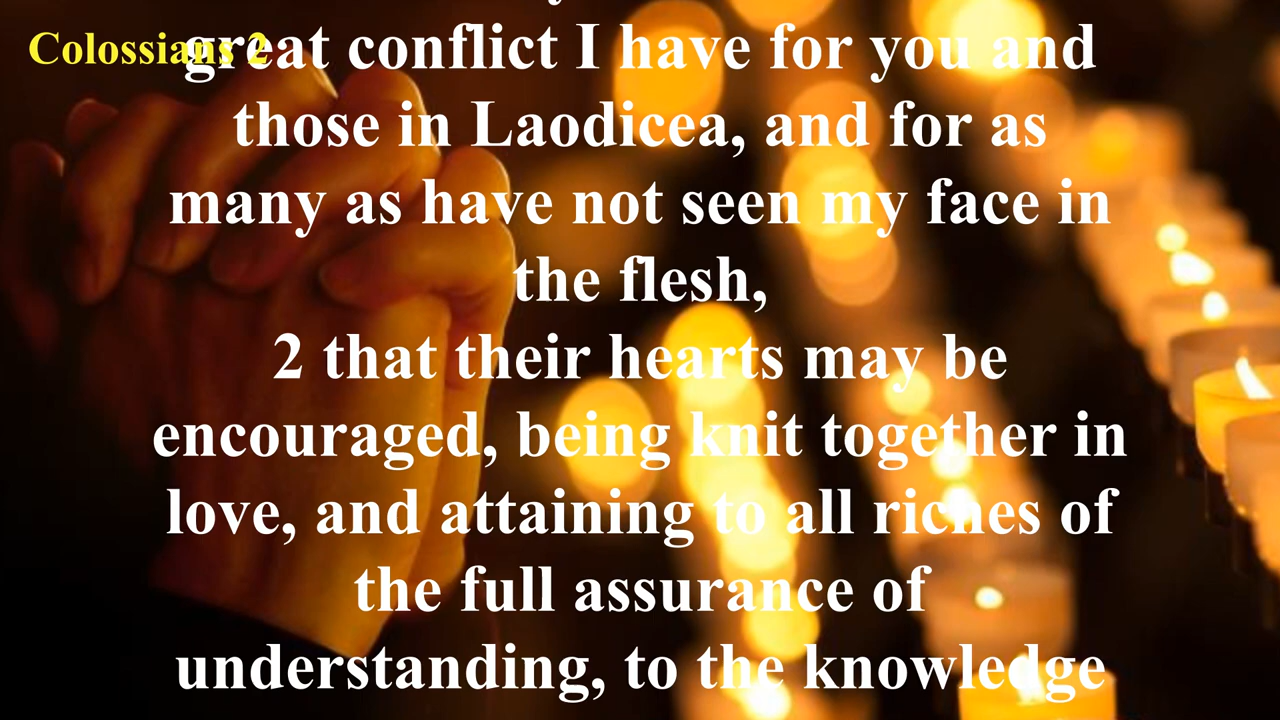 Colossians 2
great conflict I have for you and
those in Laodicea, and for as
many as have not seen my face in
the flesh,
2 that their hearts may be
encouraged, being knit together in
love, and attaining to all riches of
the full assurance of
understanding, to the knowledge